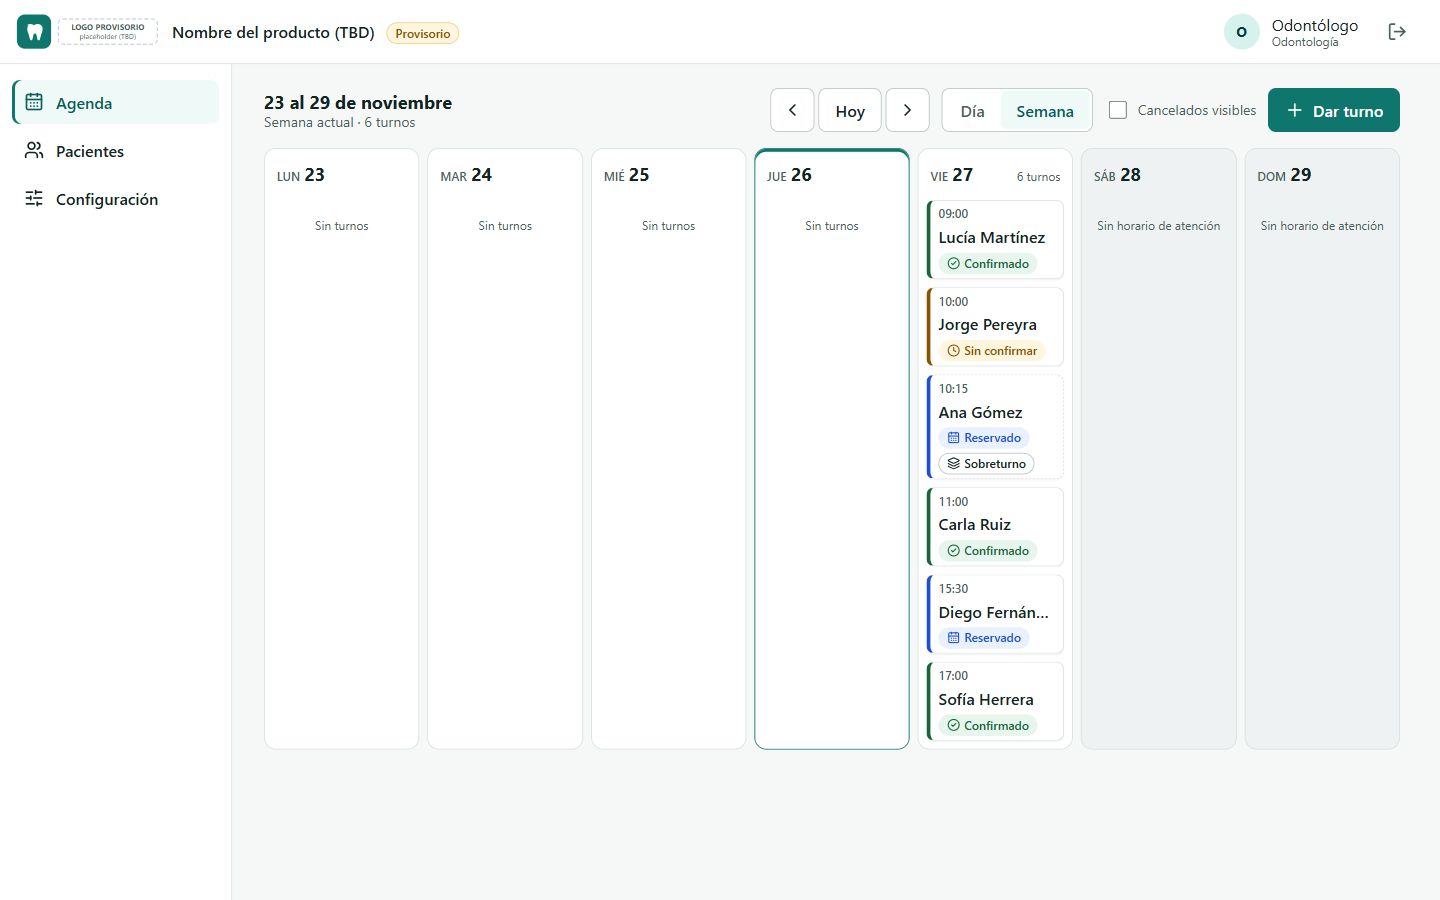 LOGO PROVISORIO
placeholder (TBD)
Nombre del producto (TBD)
Provisorio
O
Odontólogo
Odontología
Agenda
Pacientes
Configuración
23 al 29 de noviembre
Semana actual · 6 turnos
Hoy
Día
Semana
Cancelados visibles
Dar turno
LUN 23
Sin turnos
MAR 24
Sin turnos
MIÉ 25
Sin turnos
JUE 26
Sin turnos
VIE 27
6 turnos
09:00
Lucía Martínez
Confirmado
10:00
Jorge Pereyra
Sin confirmar
10:15
Ana Gómez
Reservado
Sobreturno
11:00
Carla Ruiz
Confirmado
15:30
Diego Fernán...
Reservado
17:00
Sofía Herrera
Confirmado
SÁB 28
Sin horario de atención
DOM 29
Sin horario de atención